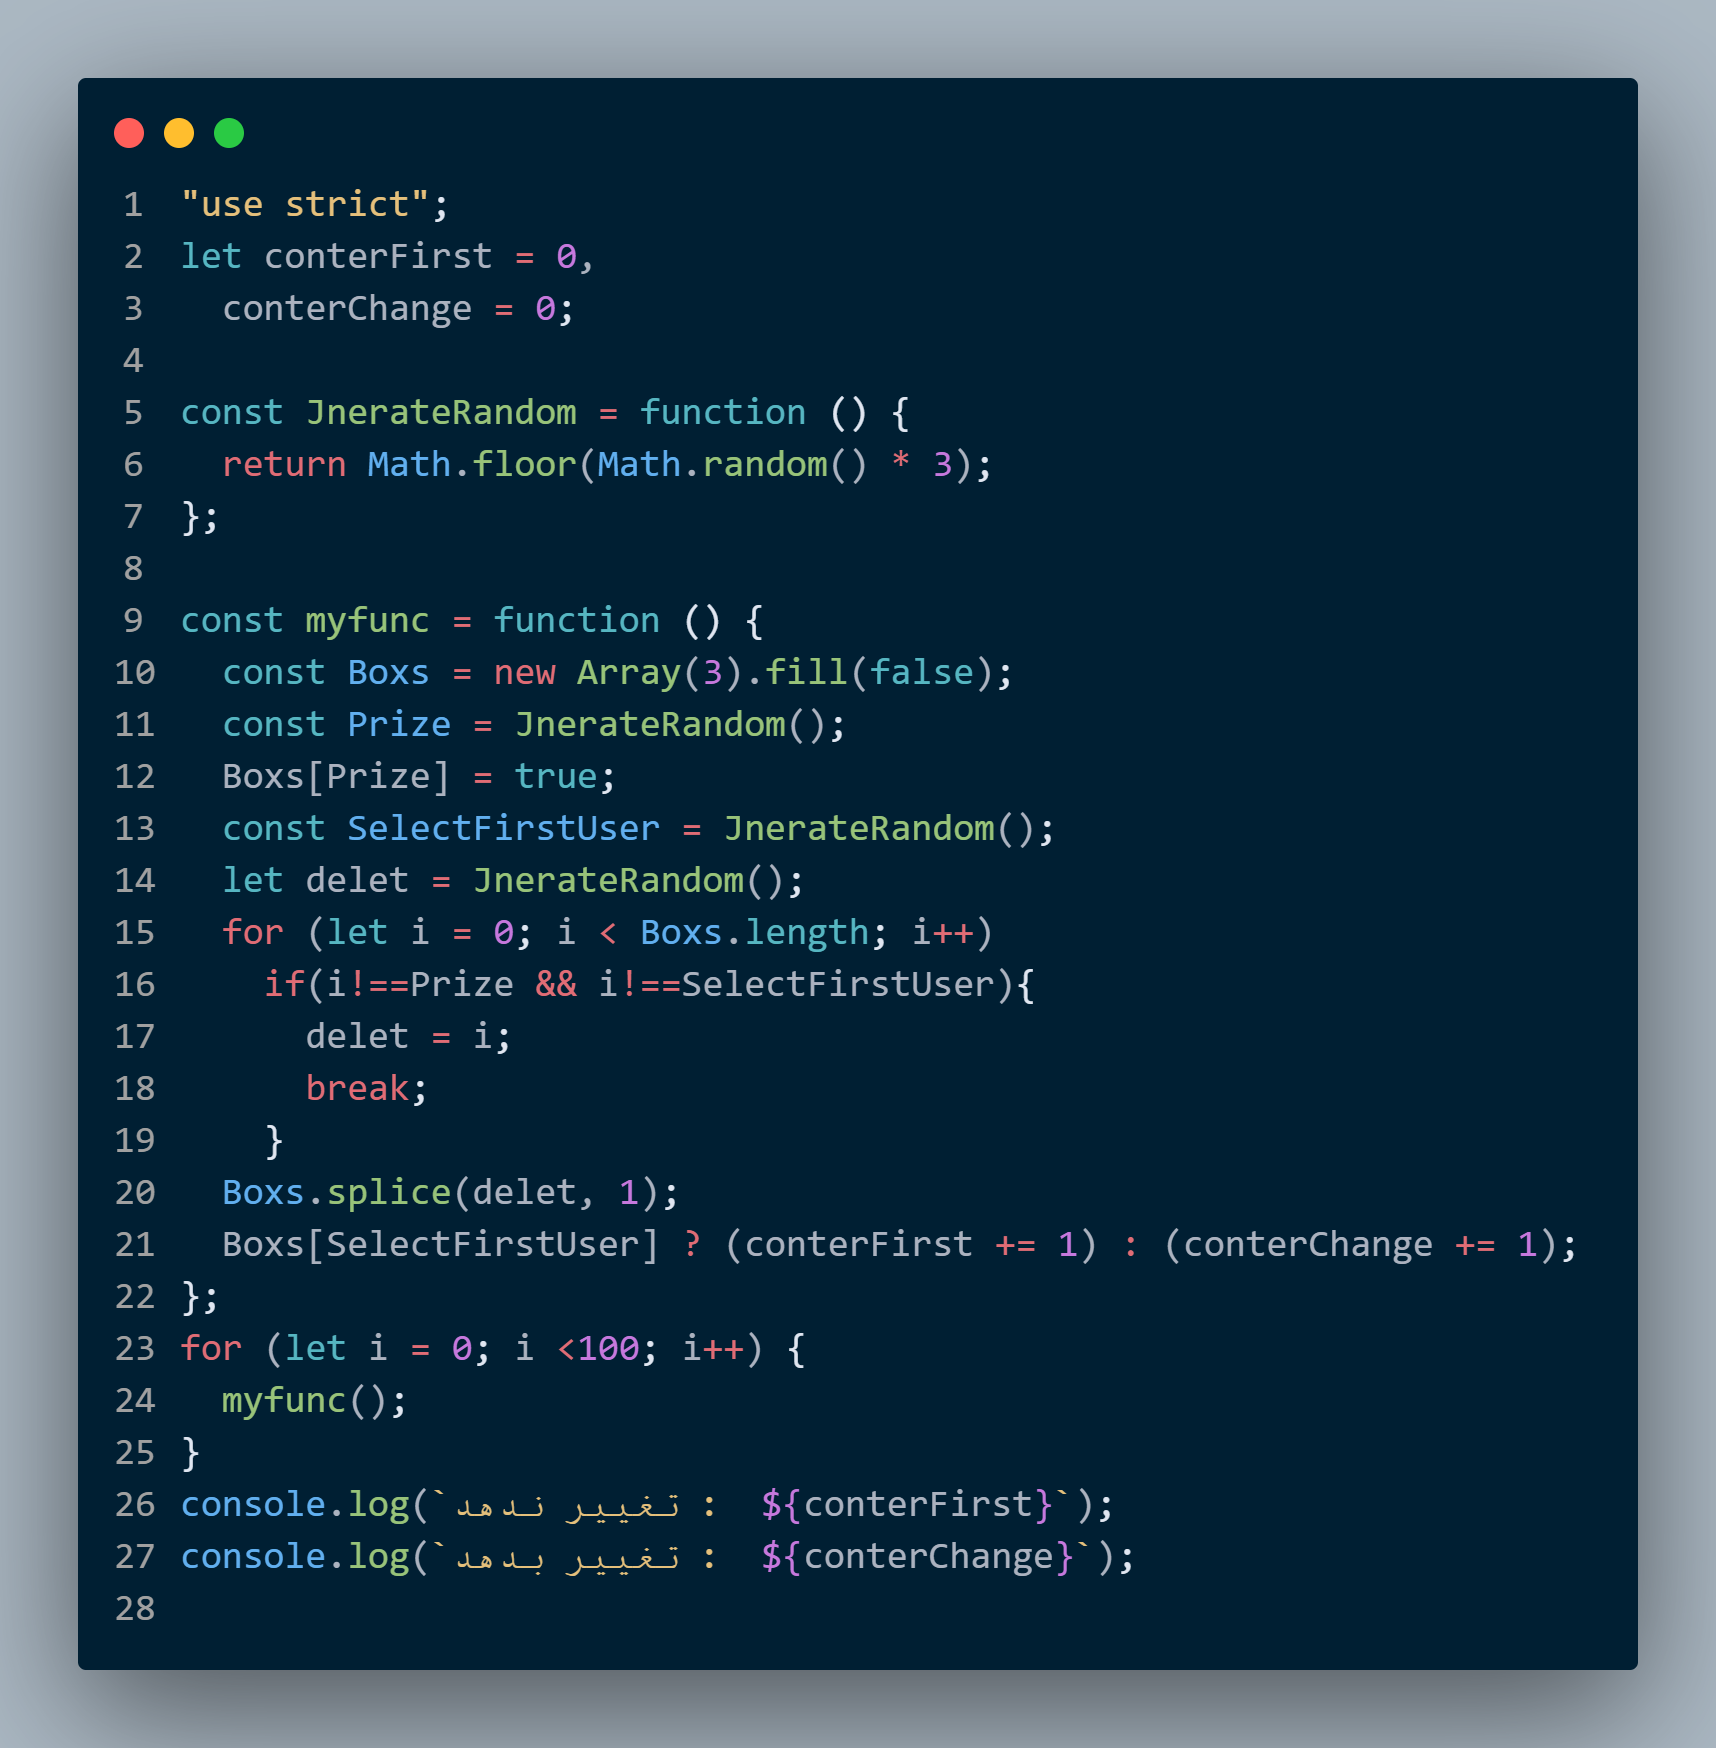 1 "use strict";
2 let conterFirst = 0,
3   conterChange = 0;
4
5 const JnerateRandom = function () {
6   return Math.floor(Math.random() * 3);
7 };
8
9 const myfunc = function () {
10   const Boxs = new Array(3).fill(false);
11   const Prize = JnerateRandom();
12   Boxs[Prize] = true;
13   const SelectFirstUser = JnerateRandom();
14   let delet = JnerateRandom();
15   for (let i = 0; i < Boxs.length; i++)
16     if(i!==Prize && i!==SelectFirstUser){
17       delet = i;
18       break;
19     }
20   Boxs.splice(delet, 1);
21   Boxs[SelectFirstUser] ? (conterFirst += 1) : (conterChange += 1);
22 };
23 for (let i = 0; i <100; i++) {
24   myfunc();
25 }
26 console.log(`تغییر ندهد :  ${conterFirst}`);
27 console.log(`تغییر بدهد :  ${conterChange}`);
28